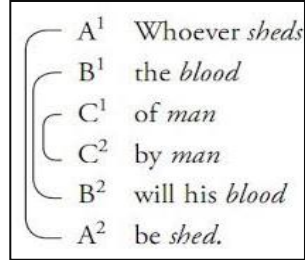 A¹ Whoever sheds
B¹ the blood
C¹ of man
C² by man
B² will his blood
A² be shed.